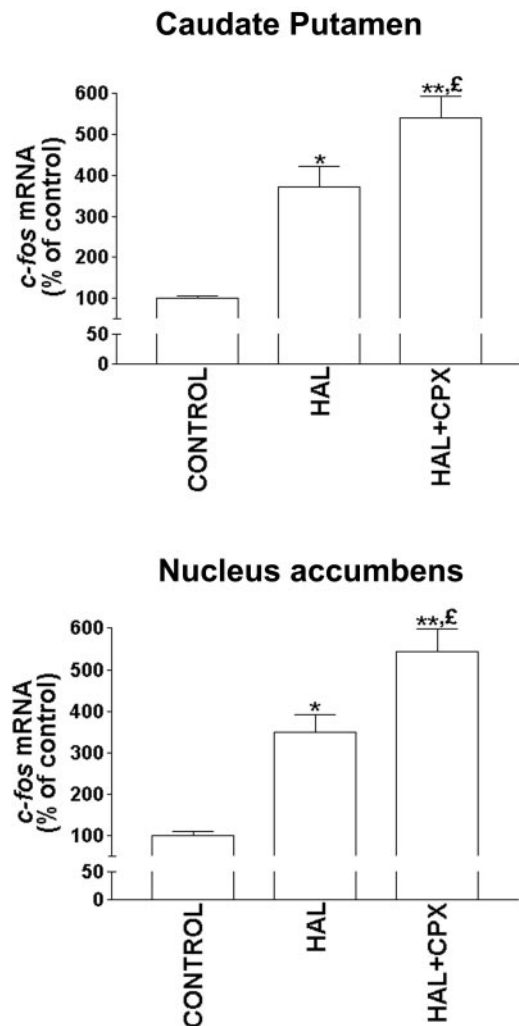 Caudate Putamen
c-fos mRNA
(% of control)
600
500
400
300
200
100
50
0
*
**,£
CONTROL
HAL
HAL+CPX
Nucleus accumbens
c-fos mRNA
(% of control)
600
500
400
300
200
100
50
0
*
**,£
CONTROL
HAL
HAL+CPX